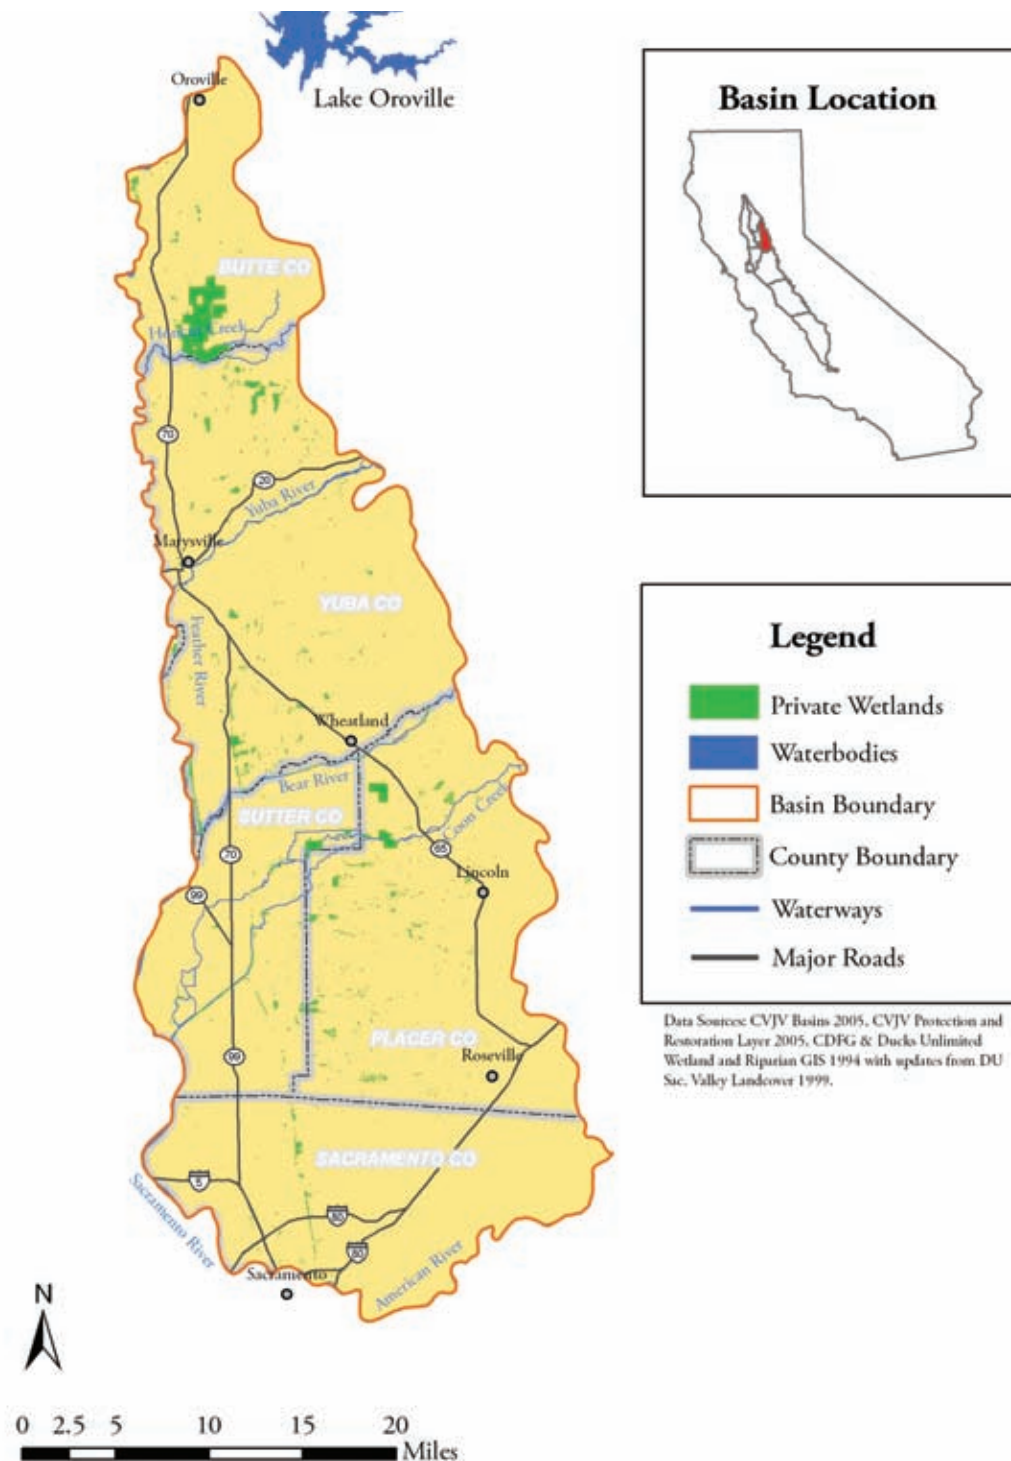 Oroville
Lake Oroville
BUTTE CO
Creek
70
20
Yuba River
Marysville
YUBA CO
Feather River
Wheatland
Bear River
SUTTER CO
Coon Creek
70
65
99
Lincoln
PLACER CO
Roseville
99
SACRAMENTO CO
5
80
80
Sacramento River
Sacramento
American River
N
0 2.5 5 10 15 20
Miles
Basin Location
Legend
Private Wetlands
Waterbodies
Basin Boundary
County Boundary
Waterways
Major Roads
Data Sources: CVJV Basins 2005, CVJV Protection and
Restoration Layer 2005, CDFG & Ducks Unlimited
Wetland and Riparian GIS 1994 with updates from DU
Sac. Valley Landcover 1999.